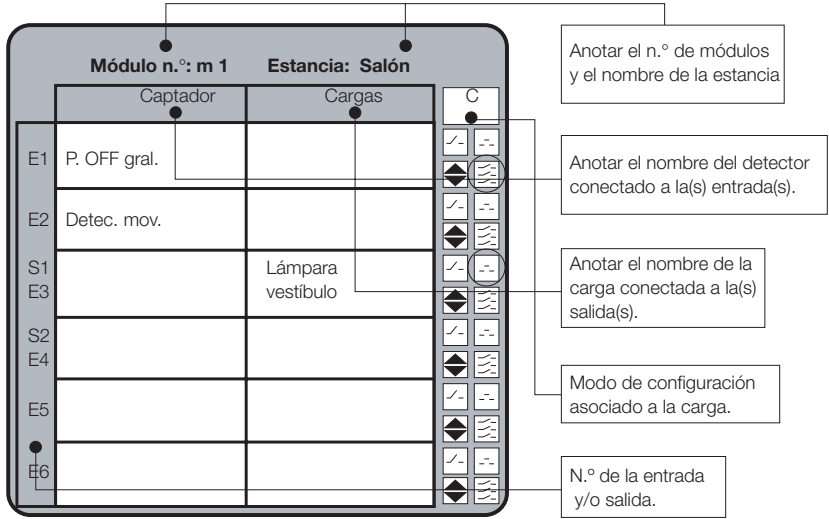 Módulo n.°: m 1 Estancia: Salón
Captador Cargas C
E1 P. OFF gral.
E2 Detec. mov.
S1 Lámpara
E3 vestíbulo
S2
E4
E5
E6
Anotar el n.° de módulos
y el nombre de la estancia
Anotar el nombre del detector
conectado a la(s) entrada(s).
Anotar el nombre de la
carga conectada a la(s)
salida(s).
Modo de configuración
asociado a la carga.
N.º de la entrada
y/o salida.